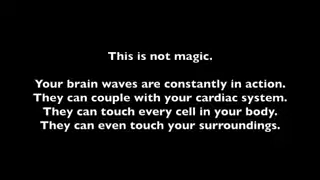 This is not magic.
Your brain waves are constantly in action.
They can couple with your cardiac system.
They can touch every cell in your body.
They can even touch your surroundings.